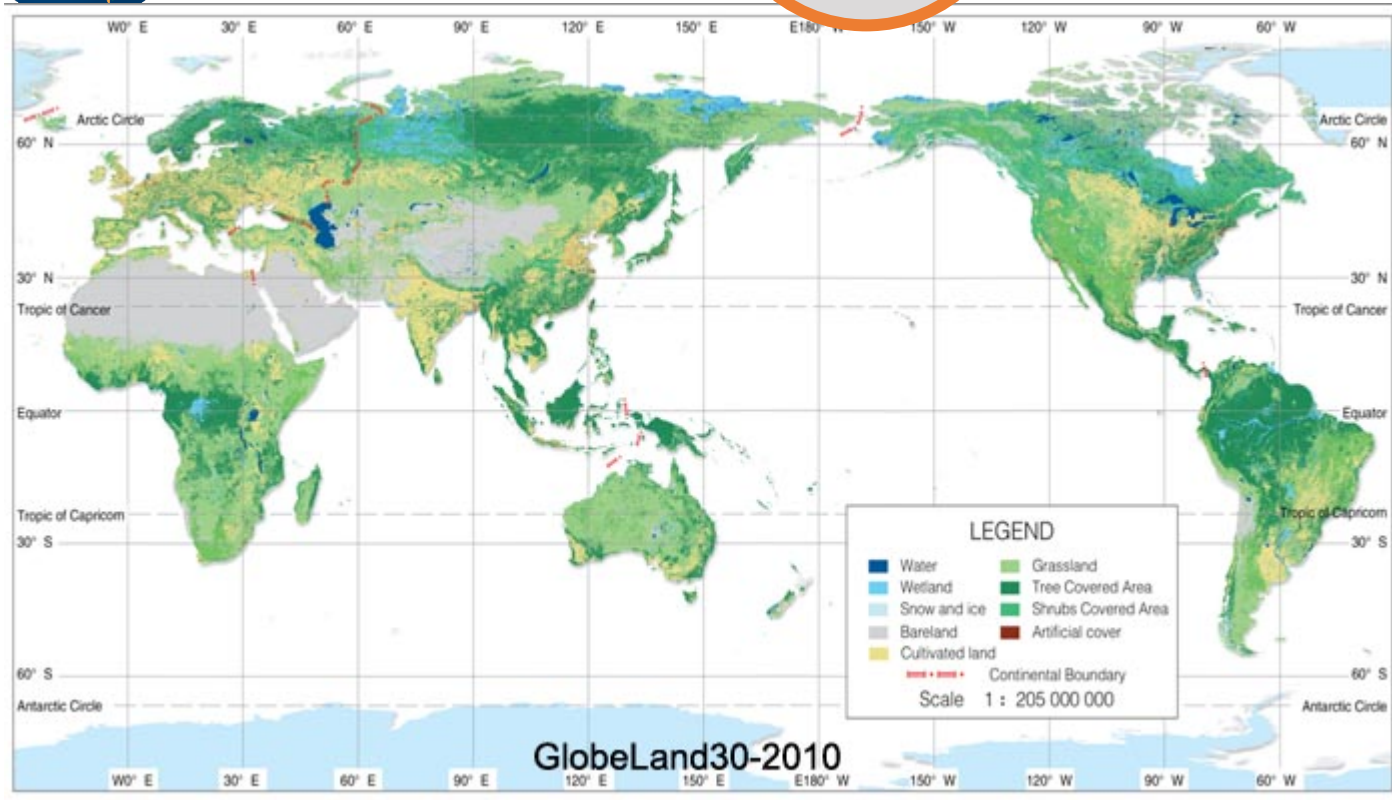 W0° E 30° E 60° E 90° E 120° E 150° E E180° W 150° W 120° W 90° W 60° W
Arctic Circle Arctic Circle
60° N 60° N
30° N 30° N
Tropic of Cancer Tropic of Cancer
Equator Equator
Tropic of Capricorn Tropic of Capricorn
30° S 30° S
LEGEND
Water Grassland
Wetland Tree Covered Area
Snow and ice Shrubs Covered Area
Bareland Artificial cover
Cultivated land
Continental Boundary
Scale 1 : 205 000 000
60° S 60° S
Antarctic Circle Antarctic Circle
GlobeLand30-2010
W0° E 30° E 60° E 90° E 120° E 150° E E180° W 150° W 120° W 90° W 60° W